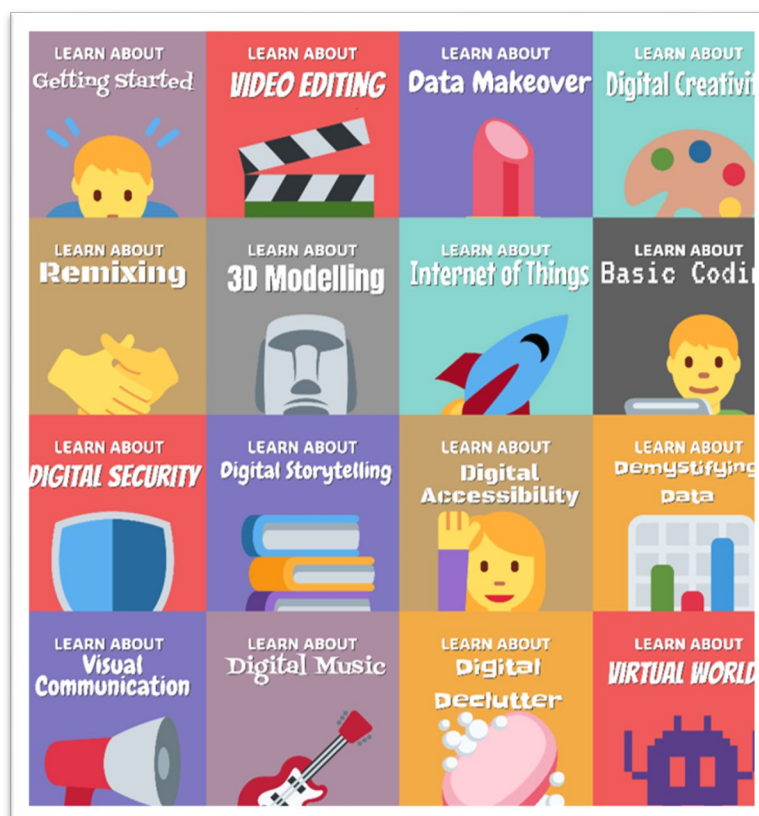 LEARN ABOUT
Getting started
LEARN ABOUT
VIDEO EDITING
LEARN ABOUT
Data Makeover
LEARN ABOUT
Digital Creativit
LEARN ABOUT
Remixing
LEARN ABOUT
3D Modelling
LEARN ABOUT
Internet of Things
LEARN ABOUT
Basic Codi
LEARN ABOUT
DIGITAL SECURITY
LEARN ABOUT
Digital Storytelling
LEARN ABOUT
Digital
Accessibility
LEARN ABOUT
Demystifying
Data
LEARN ABOUT
Visual
Communication
LEARN ABOUT
Digital Music
LEARN ABOUT
Digital
Declutter
LEARN ABOUT
VIRTUAL WORLD